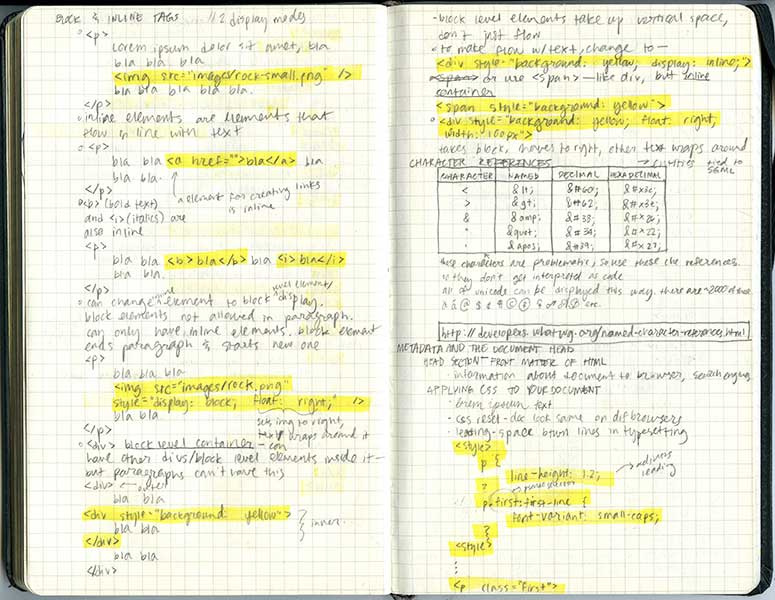 BLOCK & INLINE TAGS // 2 display modes
<p>
Lorem ipsum dolor sit amet, bla
bla bla bla
<img src="images/rock-small.png" />
bla bla bla bla bla.
</p>
inline elements are elements that
flow in line with text
<p>
bla bla <a href="">bla</a> bla
bla bla.
</p>
a element for creating links
is inline
<b> (bold text)
and <i> (italics) are
also inline
<p>
bla bla <b>bla</b> bla <i>bla</i>
bla bla.
</p>
can change inline element to block level element/display.
block elements not allowed in paragraph.
can only have inline elements. block element
ends paragraph & starts new one
<p>
bla bla bla
<img src="images/rock.png"
style="display: block; float: right;" />
bla bla
</p>
sets img to right,
text wraps around it
<div> block level container - can
have other divs/block level elements inside it—
but paragraphs can't have this
<div> outer
bla bla
<div style="background: yellow">
bla bla
</div>
inner.
bla bla
</div>
block level elements take up vertical space,
don't just flow
to make flow w/text, change to—
<div style="background: yellow; display: inline;">
<span> or use <span>—like div, but inline
container
<span style="background: yellow">
<div style="background: yellow; float: right;
width: 100px">
takes block, moves to right, other text wraps around
CHARACTER REFERENCES → entities tied to
SGML
CHARACTER NAMED DECIMAL HEXADECIMAL
< &lt; &#60; &#x3c;
> &gt; &#62; &#x3e;
& &amp; &#38; &#x26;
" &quot; &#34; &#x22;
' &apos; &#39; &#x27;
these characters are problematic, so use these che references.
so they don't get interpreted as code
all of unicode can be displayed this way. there are ~2000 of these
etc.
http://developers.whatwg.org/named-character-references.html
METADATA AND THE DOCUMENT HEAD
HEAD SECTION FRONT MATTER OF HTML
information about document to browser, search engines
APPLYING CSS TO YOUR DOCUMENT
lorem ipsum text
css reset-doc look same on dif browsers
leading-space btwn lines in typesetting
<style>
p {
line-height: 1.2; → adjusts
leading
}
pseudo selector
p.first:first-line {
font-variant: small-caps;
}
<style>
⋮
<p class="first">